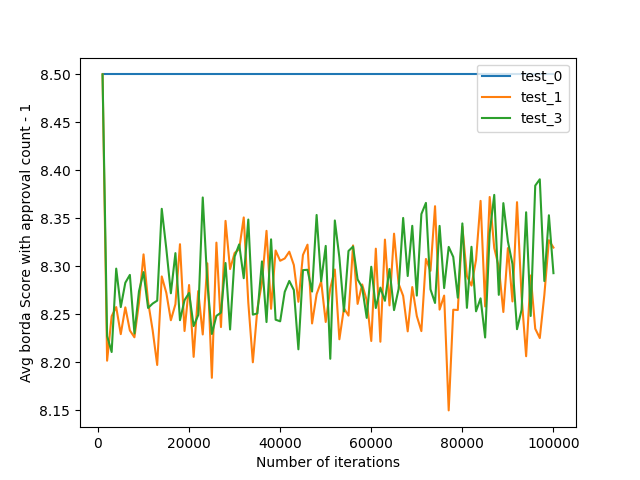 Avg borda Score with approval count - 1
8.50
8.45
8.40
8.35
8.30
8.25
8.20
8.15
test_0
test_1
test_3
0 20000 40000 60000 80000 100000
Number of iterations